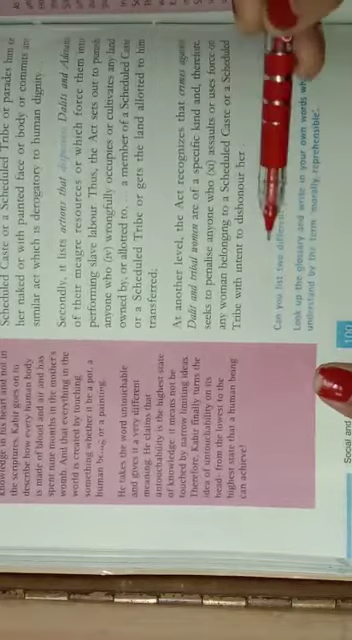 knowledge in his heart and not in
the scriptures. Kabir goes on to
describe how every human body
is made of blood and air and has
spent nine months in the mother's
womb. And that everything in the
world is created by touching
something whether it be a pot, a
human being or a painting.
He takes the word untouchable
and gives it a very different
meaning. He claims that
untouchability is the highest state
of knowledge: it means not be
touched by narrow limiting ideas
Therefore, Kabir finally turns the
idea of untouchability on its
head- from the lowest to the
highest state that a human being
can achieve!
Scheduled Caste or a Scheduled Tribe or parades him or
her naked or with painted face or body or commits any
similar act which is derogatory to human dignity
Secondly, it lists actions that dispossess Dalits and Adivasis
of their meagre resources or which force them into
performing slave labour. Thus, the Act sets out to punish
anyone who (iv) wrongfully occupies or cultivates any land
owned by, or allotted to, ... a member of a Scheduled Caste
or a Scheduled Tribe or gets the land allotted to him
transferred;
At another level, the Act recognizes that crimes against
Dalit and tribal women are of a specific kind and, therefore,
seeks to penalise anyone who (xi) assaults or uses force on
any woman belonging to a Scheduled Caste or a Scheduled
Tribe with intent to dishonour her
Can you list two different
Look up the glossary and write in your own words wh
understand by the term 'morally reprehensible'.
100
Social and